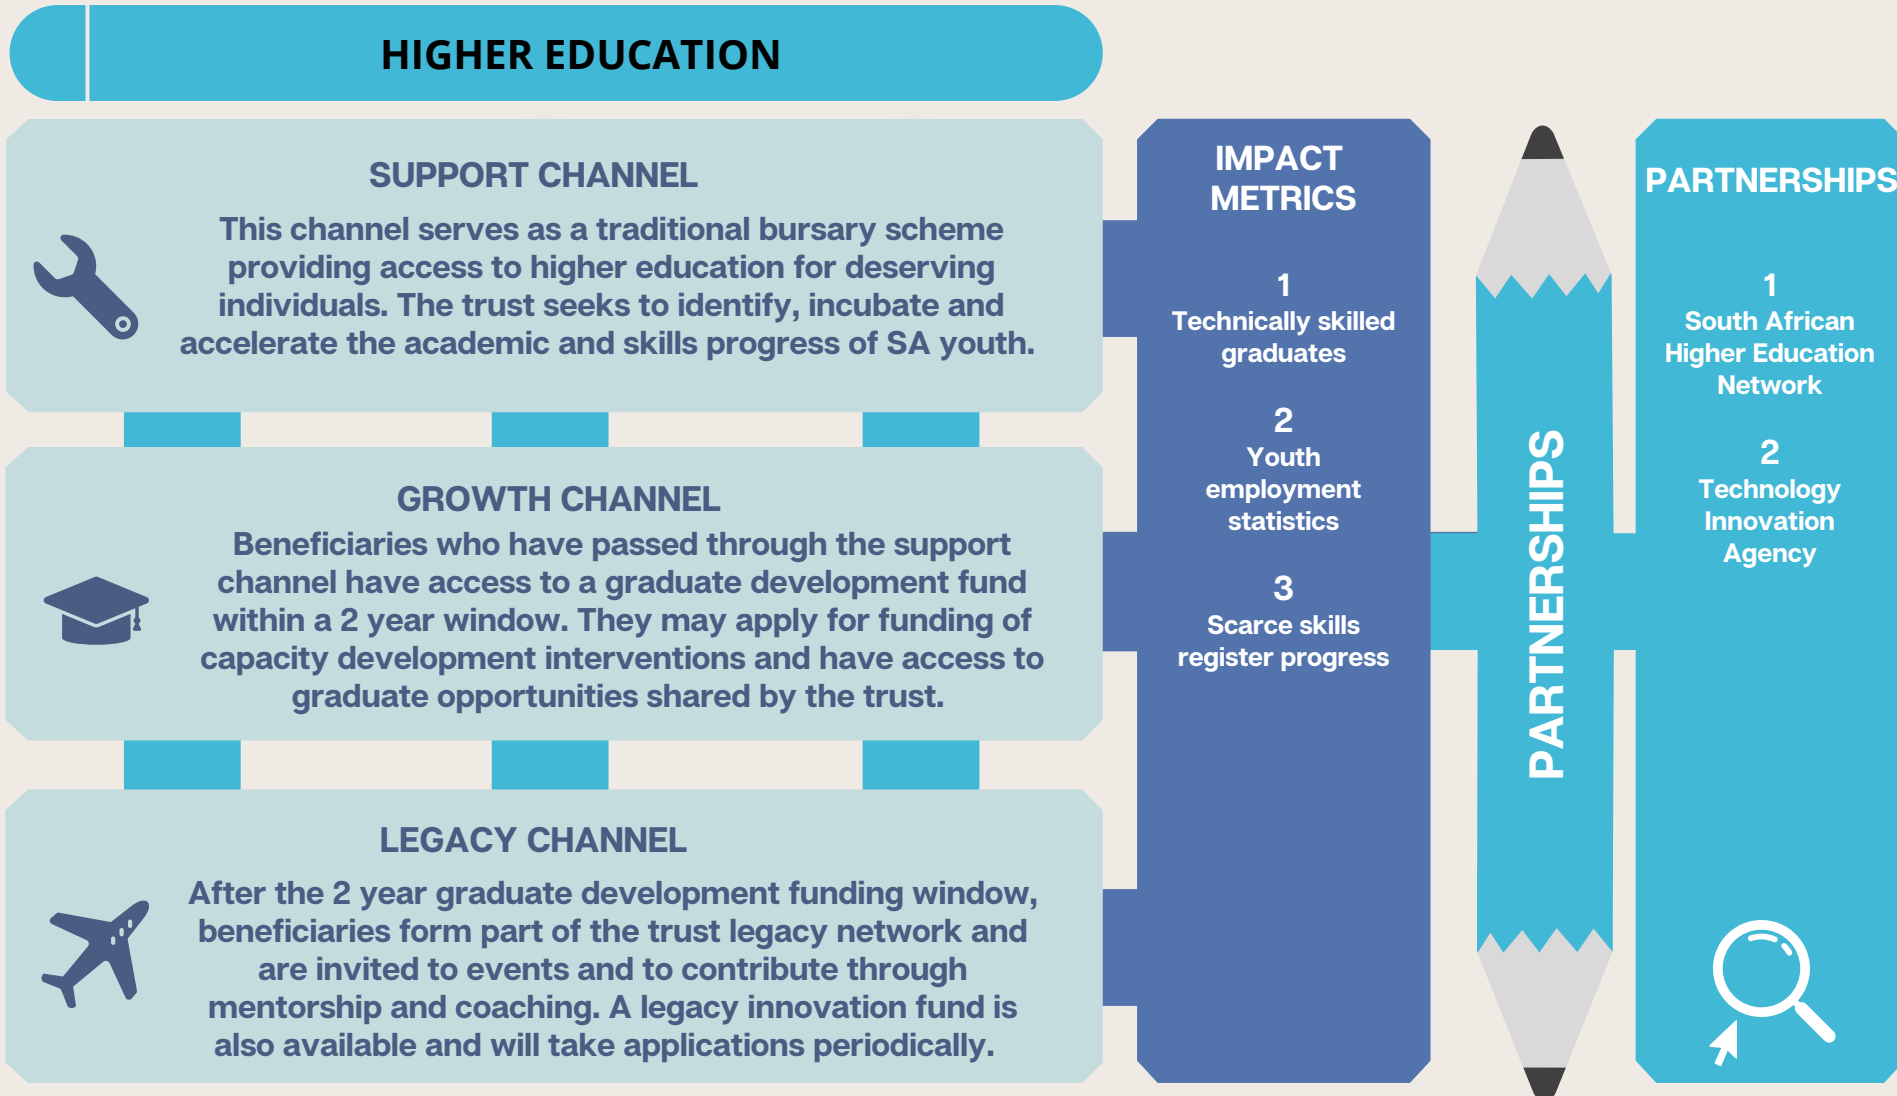 HIGHER EDUCATION
SUPPORT CHANNEL
This channel serves as a traditional bursary scheme
providing access to higher education for deserving
individuals. The trust seeks to identify, incubate and
accelerate the academic and skills progress of SA youth.
GROWTH CHANNEL
Beneficiaries who have passed through the support
channel have access to a graduate development fund
within a 2 year window. They may apply for funding of
capacity development interventions and have access to
graduate opportunities shared by the trust.
LEGACY CHANNEL
After the 2 year graduate development funding window,
beneficiaries form part of the trust legacy network and
are invited to events and to contribute through
mentorship and coaching. A legacy innovation fund is
also available and will take applications periodically.
IMPACT
METRICS
1
Technically skilled
graduates
2
Youth
employment
statistics
3
Scarce skills
register progress
PARTNERSHIPS
PARTNERSHIPS
1
South African
Higher Education
Network
2
Technology
Innovation
Agency